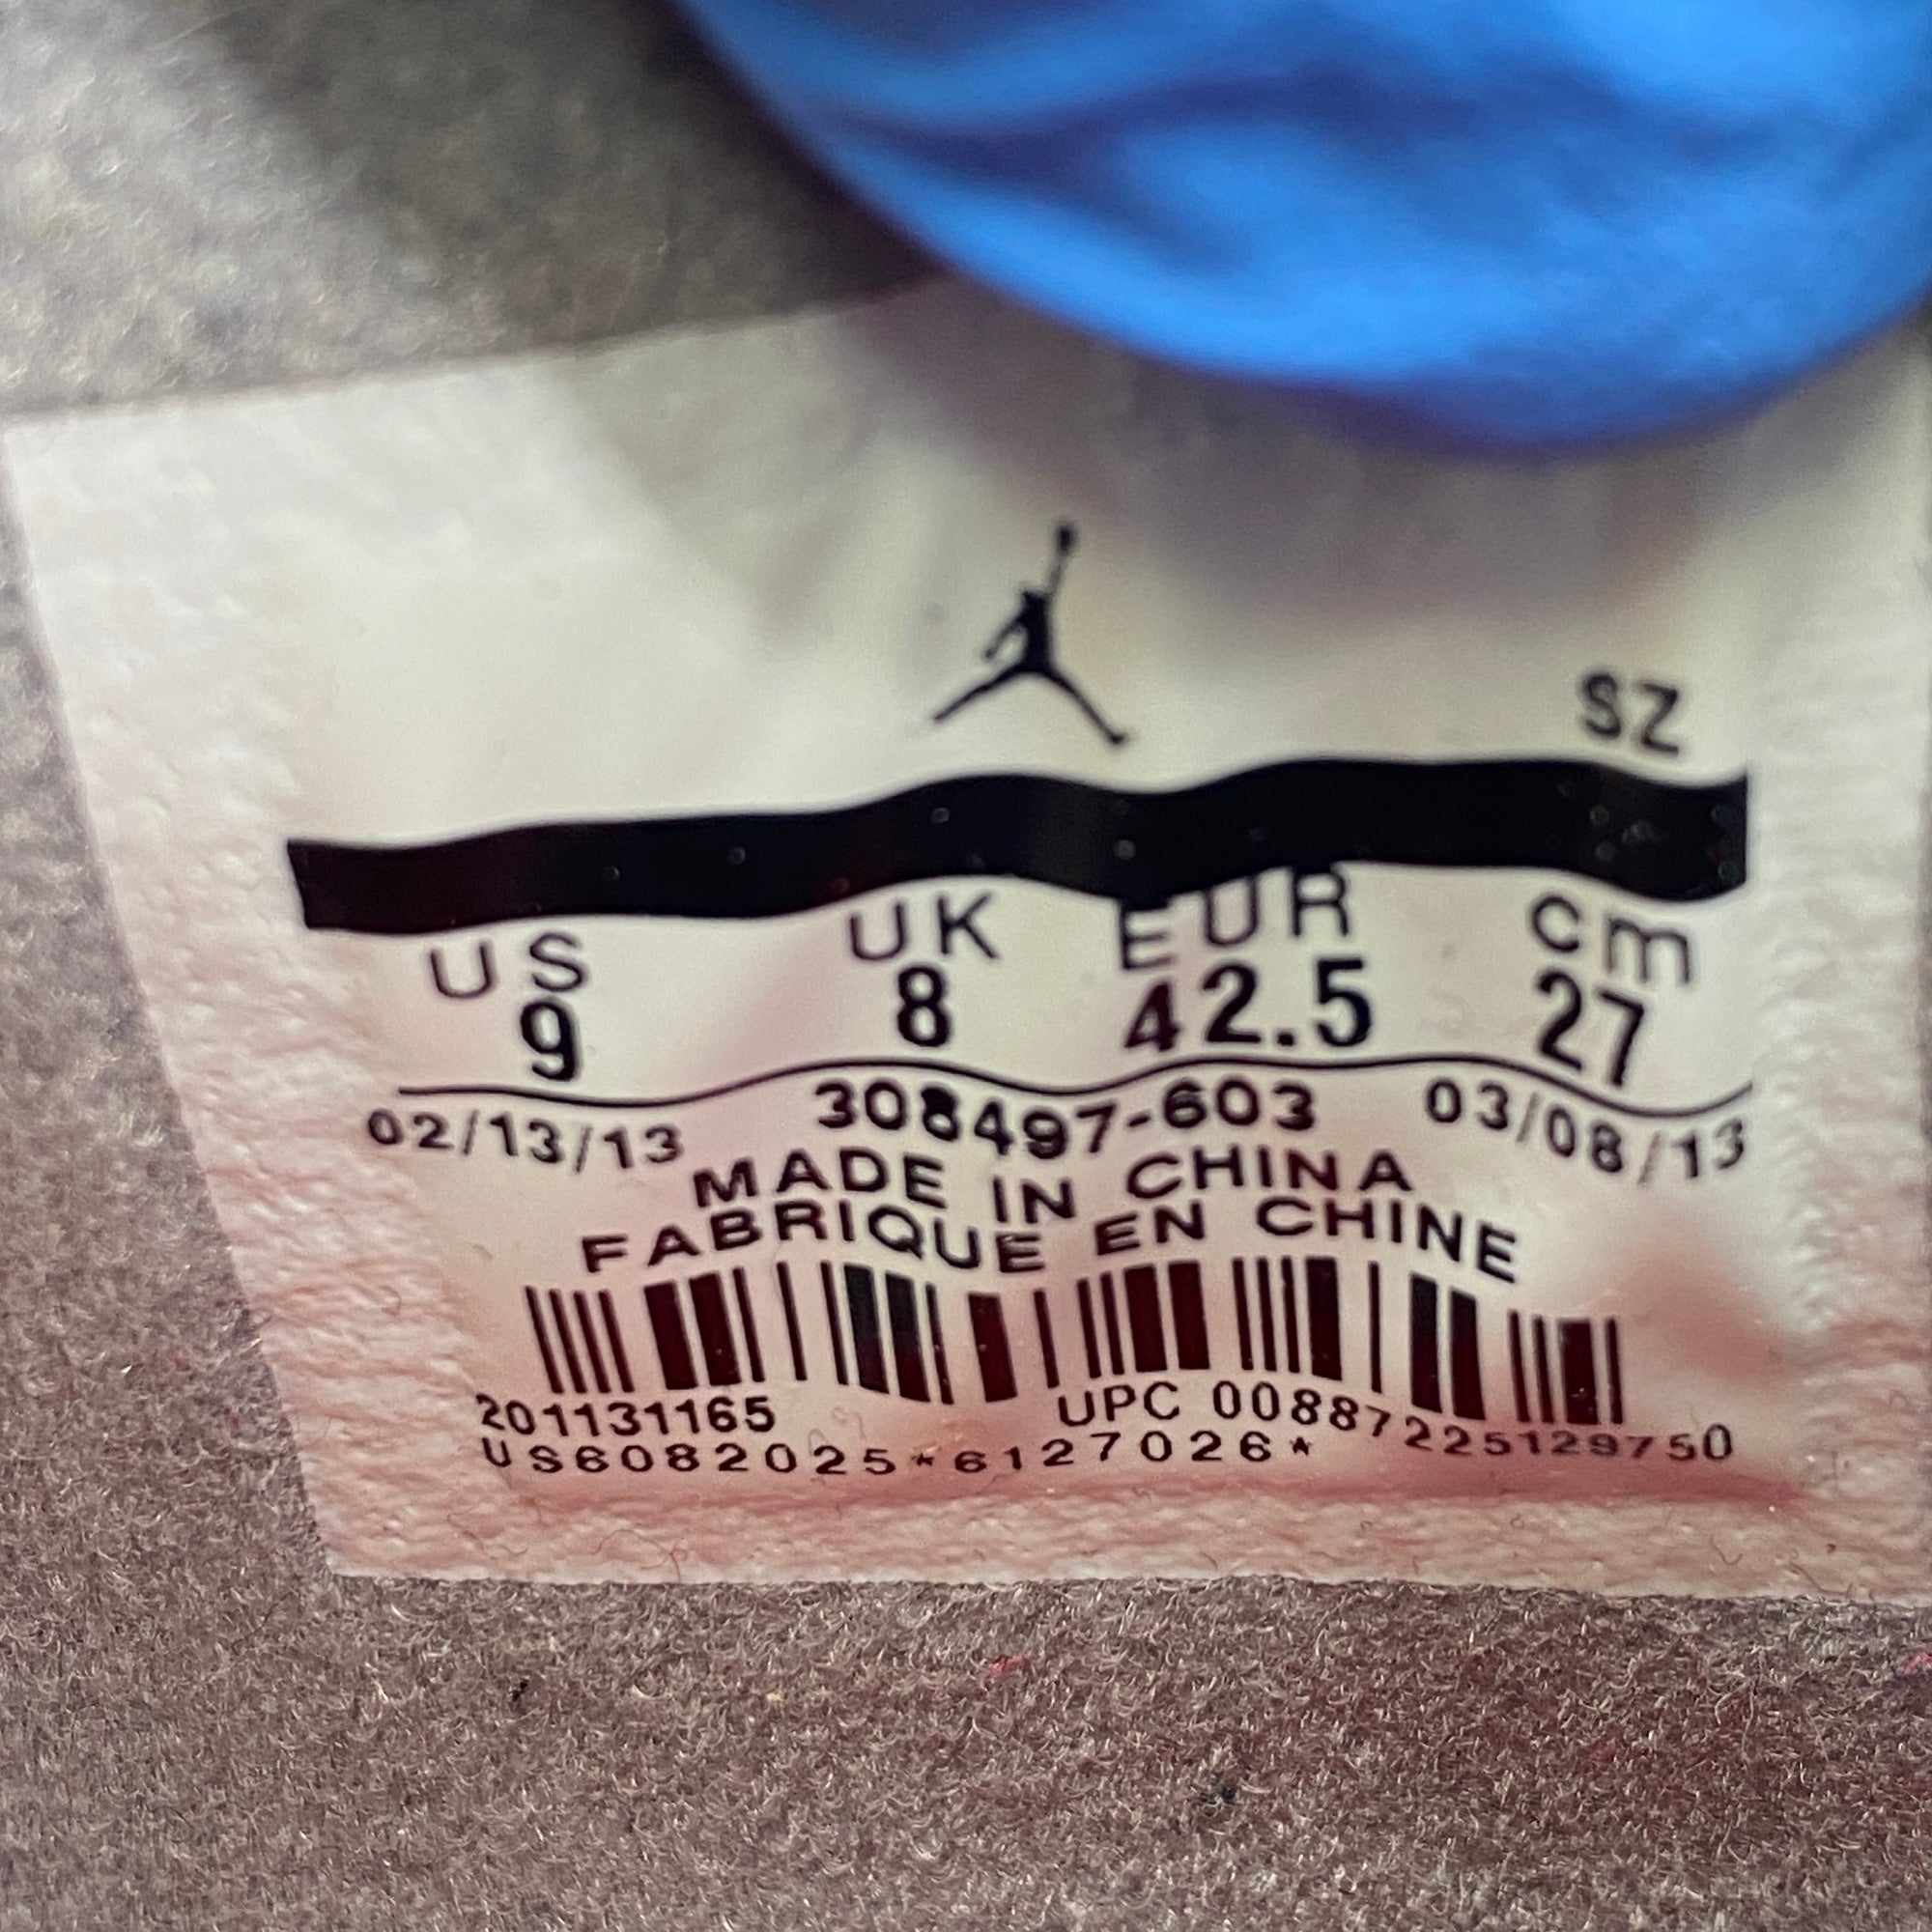 SZ
US UK EUR cm
9 8 42.5 27
02/13/13 308497-603 03/08/13
MADE IN CHINA
FABRIQUE EN CHINE
201131165 UPC 00887225129750
US6082025*6127026*